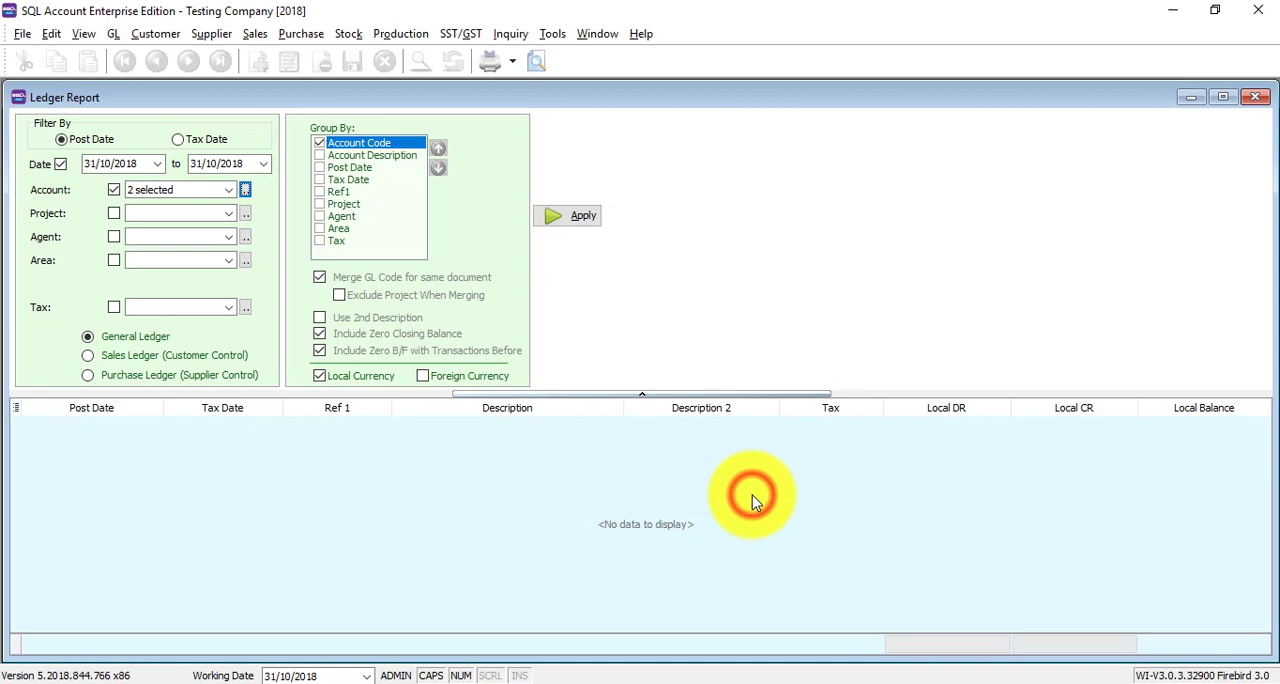 SQL Account Enterprise Edition - Testing Company [2018]
File Edit View GL Customer Supplier Sales Purchase Stock Production SST/GST Inquiry Tools Window Help
Ledger Report
Filter By
Post Date Tax Date
Date 31/10/2018 to 31/10/2018
Account: 2 selected
Project:
Agent:
Area:
Tax:
General Ledger
Sales Ledger (Customer Control)
Purchase Ledger (Supplier Control)
Group By:
Account Code
Account Description
Post Date
Tax Date
Ref1
Project
Agent
Area
Tax
Merge GL Code for same document
Exclude Project When Merging
Use 2nd Description
Include Zero Closing Balance
Include Zero B/F with Transactions Before
Local Currency Foreign Currency
Apply
Post Date Tax Date Ref 1 Description Description 2 Tax Local DR Local CR Local Balance
<No data to display>
Version 5.2018.844.766 x86 Working Date 31/10/2018 ADMIN CAPS NUM SCRL INS WI-V3.0.3.32900 Firebird 3.0